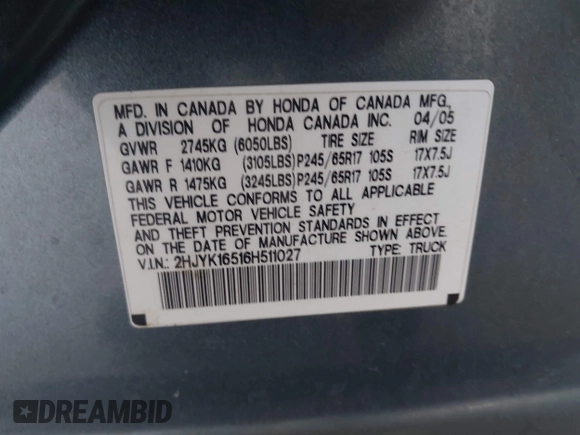 MFD. IN CANADA BY HONDA OF CANADA MFG.,
A DIVISION OF HONDA CANADA INC. 04/05
GVWR 2745KG (6050LBS) TIRE SIZE RIM SIZE
GAWR F 1410KG (3105LBS) P245/65R17 105S 17X7.5J
GAWR R 1475KG (3245LBS) P245/65R17 105S 17X7.5J
THIS VEHICLE CONFORMS TO ALL APPLICABLE
FEDERAL MOTOR VEHICLE SAFETY
AND THEFT PREVENTION STANDARDS IN EFFECT
ON THE DATE OF MANUFACTURE SHOWN ABOVE.
V.I.N.: 2HJYK16516H511027 TYPE: TRUCK
DREAMBID